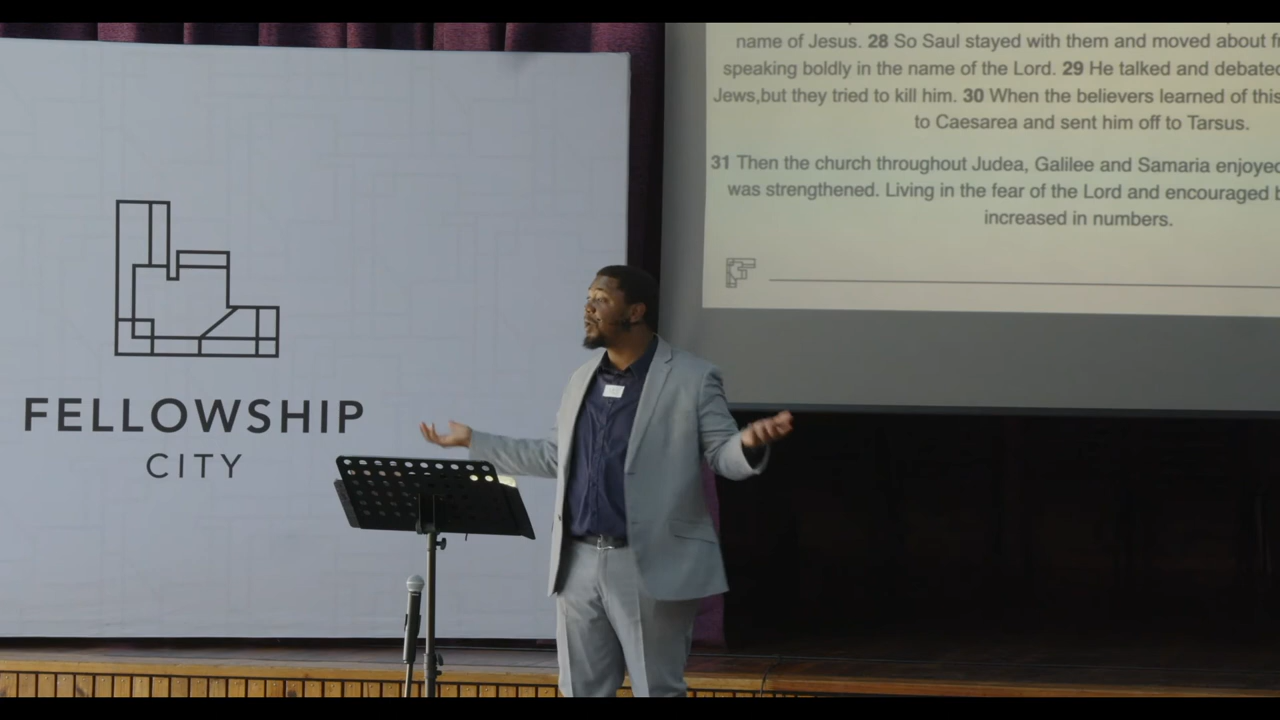 FELLOWSHIP
CITY
name of Jesus. 28 So Saul stayed with them and moved about
speaking boldly in the name of the Lord. 29 He talked and debated
Jews,but they tried to kill him. 30 When the believers learned of this
to Caesarea and sent him off to Tarsus.
31 Then the church throughout Judea, Galilee and Samaria enjoyed
was strengthened. Living in the fear of the Lord and encouraged
increased in numbers.